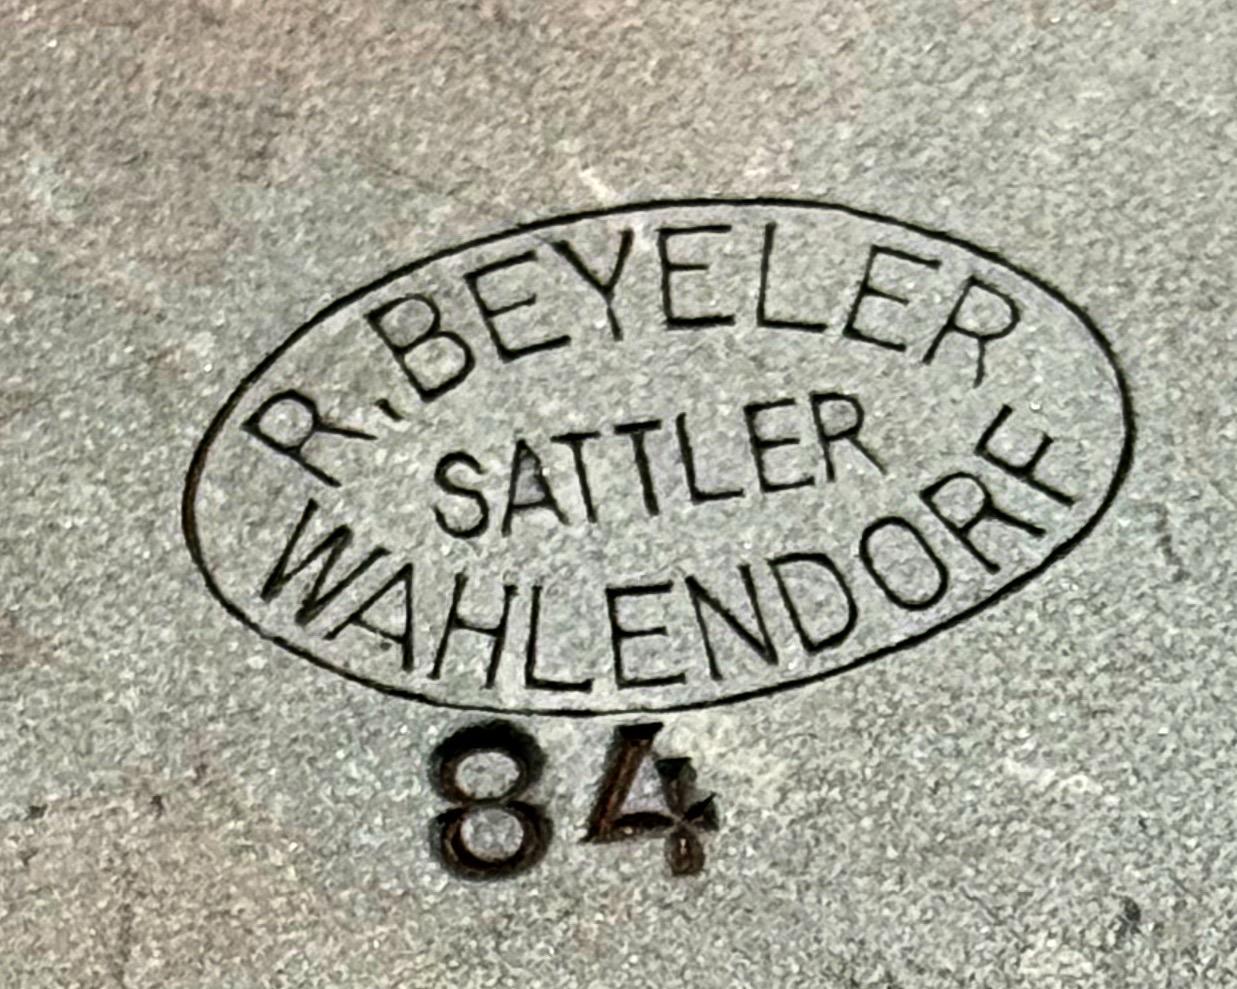 R. BEYELER
SATTLER
WAHLENDORF
84